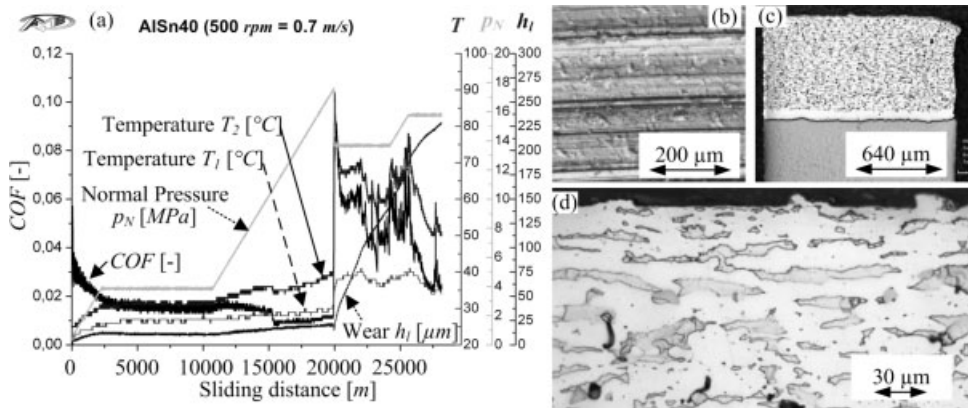 (a)
AlSn40 (500 rpm = 0.7 m/s)
T p_N h_l
0,12
0,10
0,08
0,06
0,04
0,02
0,00
COF [-]
100 20 300
90 18 275
80 16 250
70 14 225
60 12 200
50 10 175
40 8 150
30 6 125
20 4 100
2 75
0 50
25
0
Temperature T₂ [°C]
Temperature T₁ [°C]
Normal Pressure
p_N [MPa]
COF [-]
Wear h_l [µm]
0 5000 10000 15000 20000 25000
Sliding distance [m]
(b)
200 µm
(c)
640 µm
(d)
30 µm